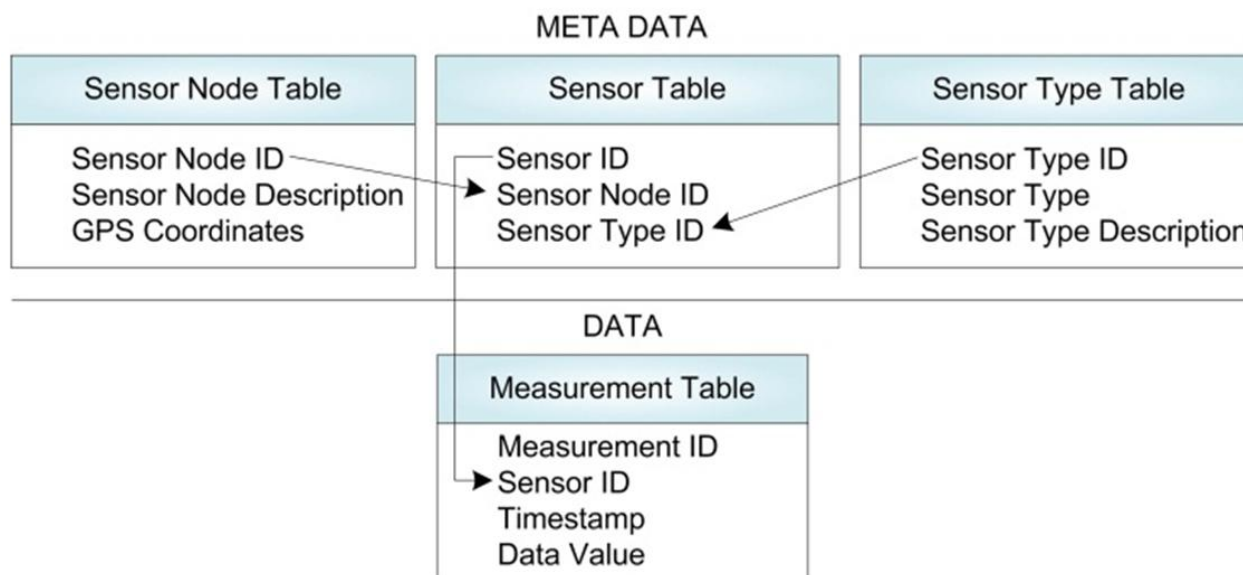 META DATA
Sensor Node Table
Sensor Node ID
Sensor Node Description
GPS Coordinates
Sensor Table
Sensor ID
Sensor Node ID
Sensor Type ID
Sensor Type Table
Sensor Type ID
Sensor Type
Sensor Type Description
DATA
Measurement Table
Measurement ID
Sensor ID
Timestamp
Data Value